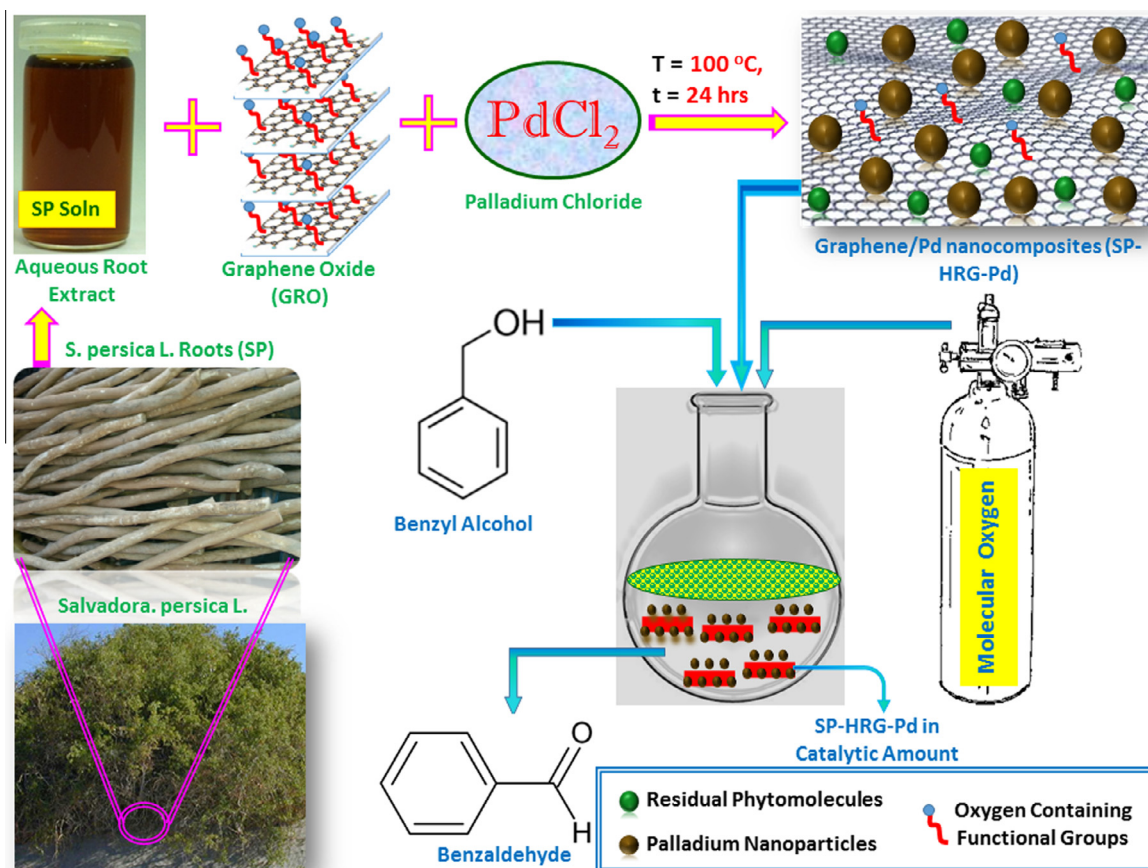 SP Soln
Aqueous Root
Extract
Graphene Oxide
(GRO)
PdCl₂
Palladium Chloride
T = 100 °C,
t = 24 hrs
Graphene/Pd nanocomposites (SP-
HRG-Pd)
S. persica L. Roots (SP)
Salvadora. persica L.
OH
Benzyl Alcohol
Molecular Oxygen
SP-HRG-Pd in
Catalytic Amount
O
H
Benzaldehyde
Residual Phytomolecules
Palladium Nanoparticles
Oxygen Containing
Functional Groups